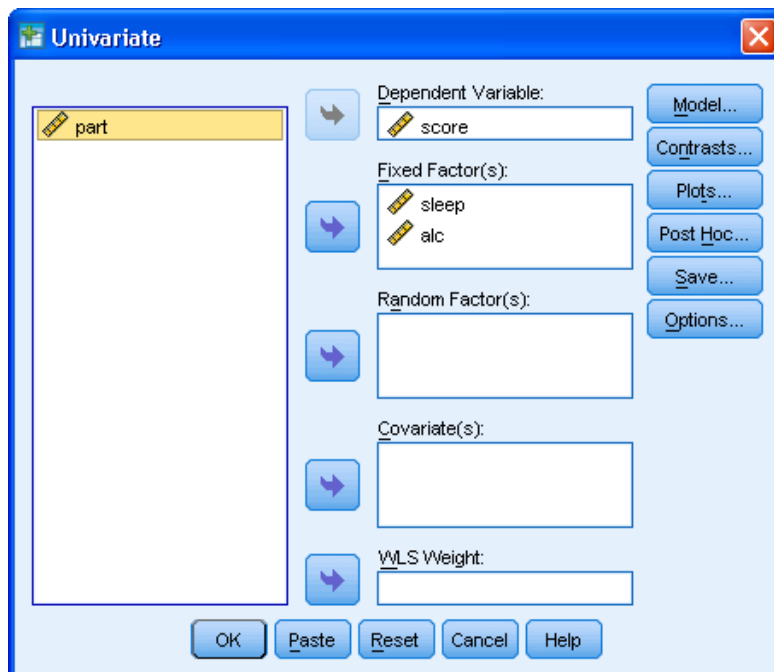 Univariate
part
Dependent Variable:
score
Fixed Factor(s):
sleep
alc
Random Factor(s):
Covariate(s):
WLS Weight:
Model...
Contrasts...
Plots...
Post Hoc...
Save...
Options...
OK
Paste
Reset
Cancel
Help